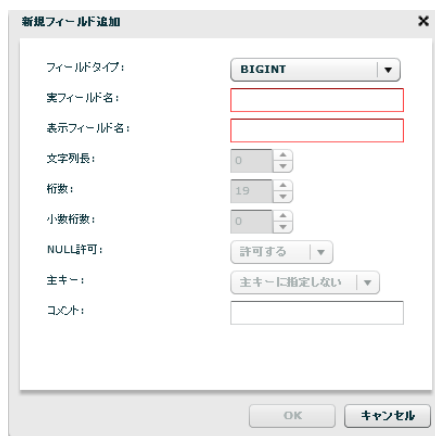 新規フィールド追加
フィールドタイプ: BIGINT
実フィールド名:
表示フィールド名:
文字列長: 0
桁数: 19
小数桁数: 0
NULL許可: 許可する
主キー: 主キーに指定しない
コメント:
OK キャンセル